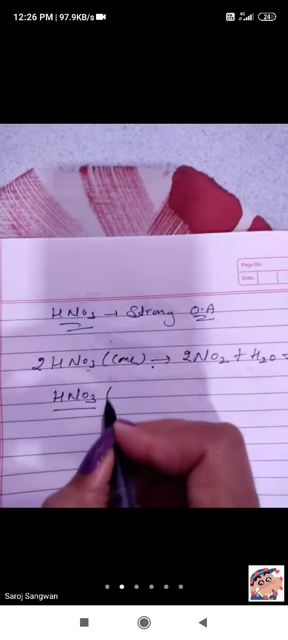 12:26 PM | 97.9KB/s
24
Page No.
Date
HNO3 → Strong O.A
2HNO3 (conc) → 2NO2 + H2O
HNO3 (
Saroj Sangwan